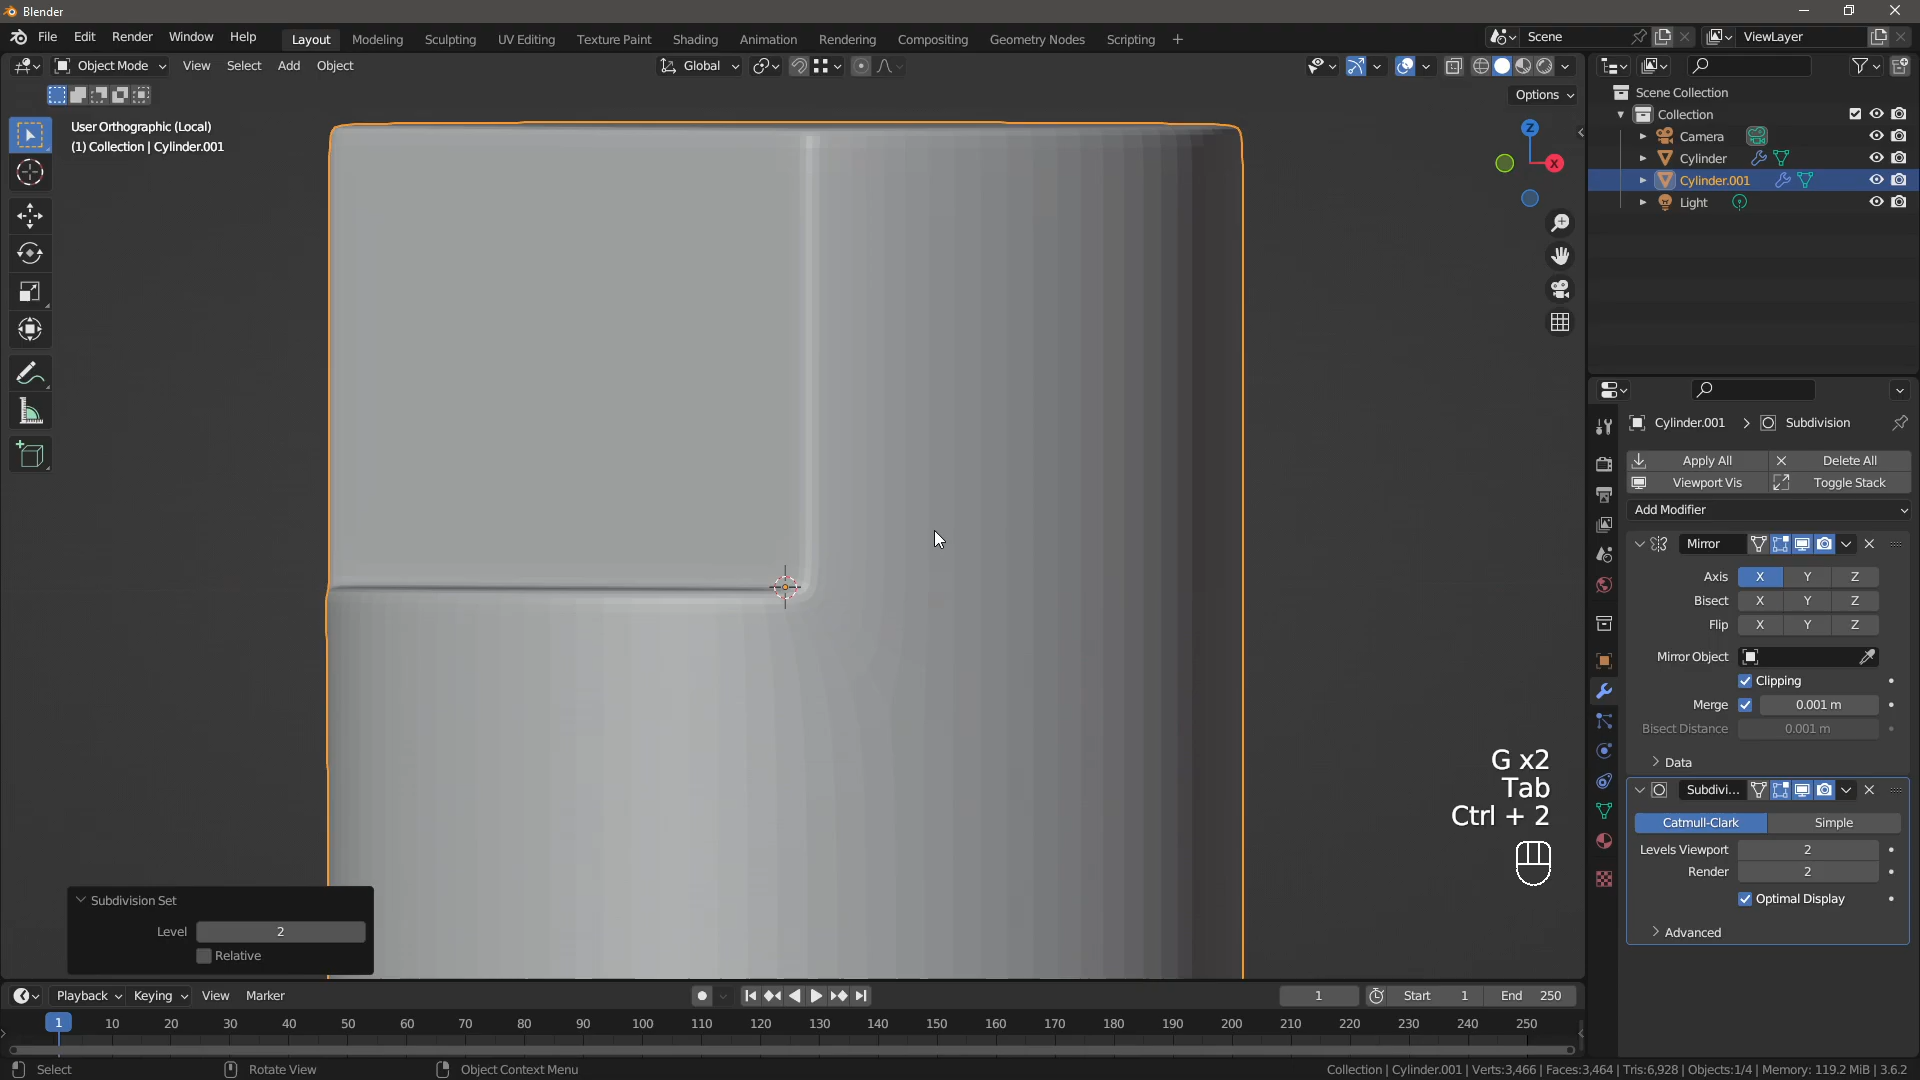 Blender
File Edit Render Window Help
Layout Modeling Sculpting UV Editing Texture Paint Shading Animation Rendering Compositing Geometry Nodes Scripting +
Scene ViewLayer
Object Mode View Select Add Object
Global
Options
User Orthographic (Local)
(1) Collection | Cylinder.001
Z
X
Scene Collection
Collection
Camera
Cylinder
Cylinder.001
Light
Cylinder.001 > Subdivision
Apply All Delete All
Viewport Vis Toggle Stack
Add Modifier
Mirror
Axis X Y Z
Bisect X Y Z
Flip X Y Z
Mirror Object
Clipping
Merge 0.001 m
Bisect Distance 0.001 m
Data
Subdivi...
Catmull-Clark Simple
Levels Viewport 2
Render 2
Optimal Display
Advanced
G x2
Tab
Ctrl + 2
Subdivision Set
Level 2
Relative
Playback Keying View Marker
1 Start 1 End 250
1 10 20 30 40 50 60 70 80 90 100 110 120 130 140 150 160 170 180 190 200 210 220 230 240 250
Select Rotate View Object Context Menu
Collection | Cylinder.001 | Verts:3,466 | Faces:3,464 | Tris:6,928 | Objects:1/4 | Memory: 119.2 MiB | 3.6.2